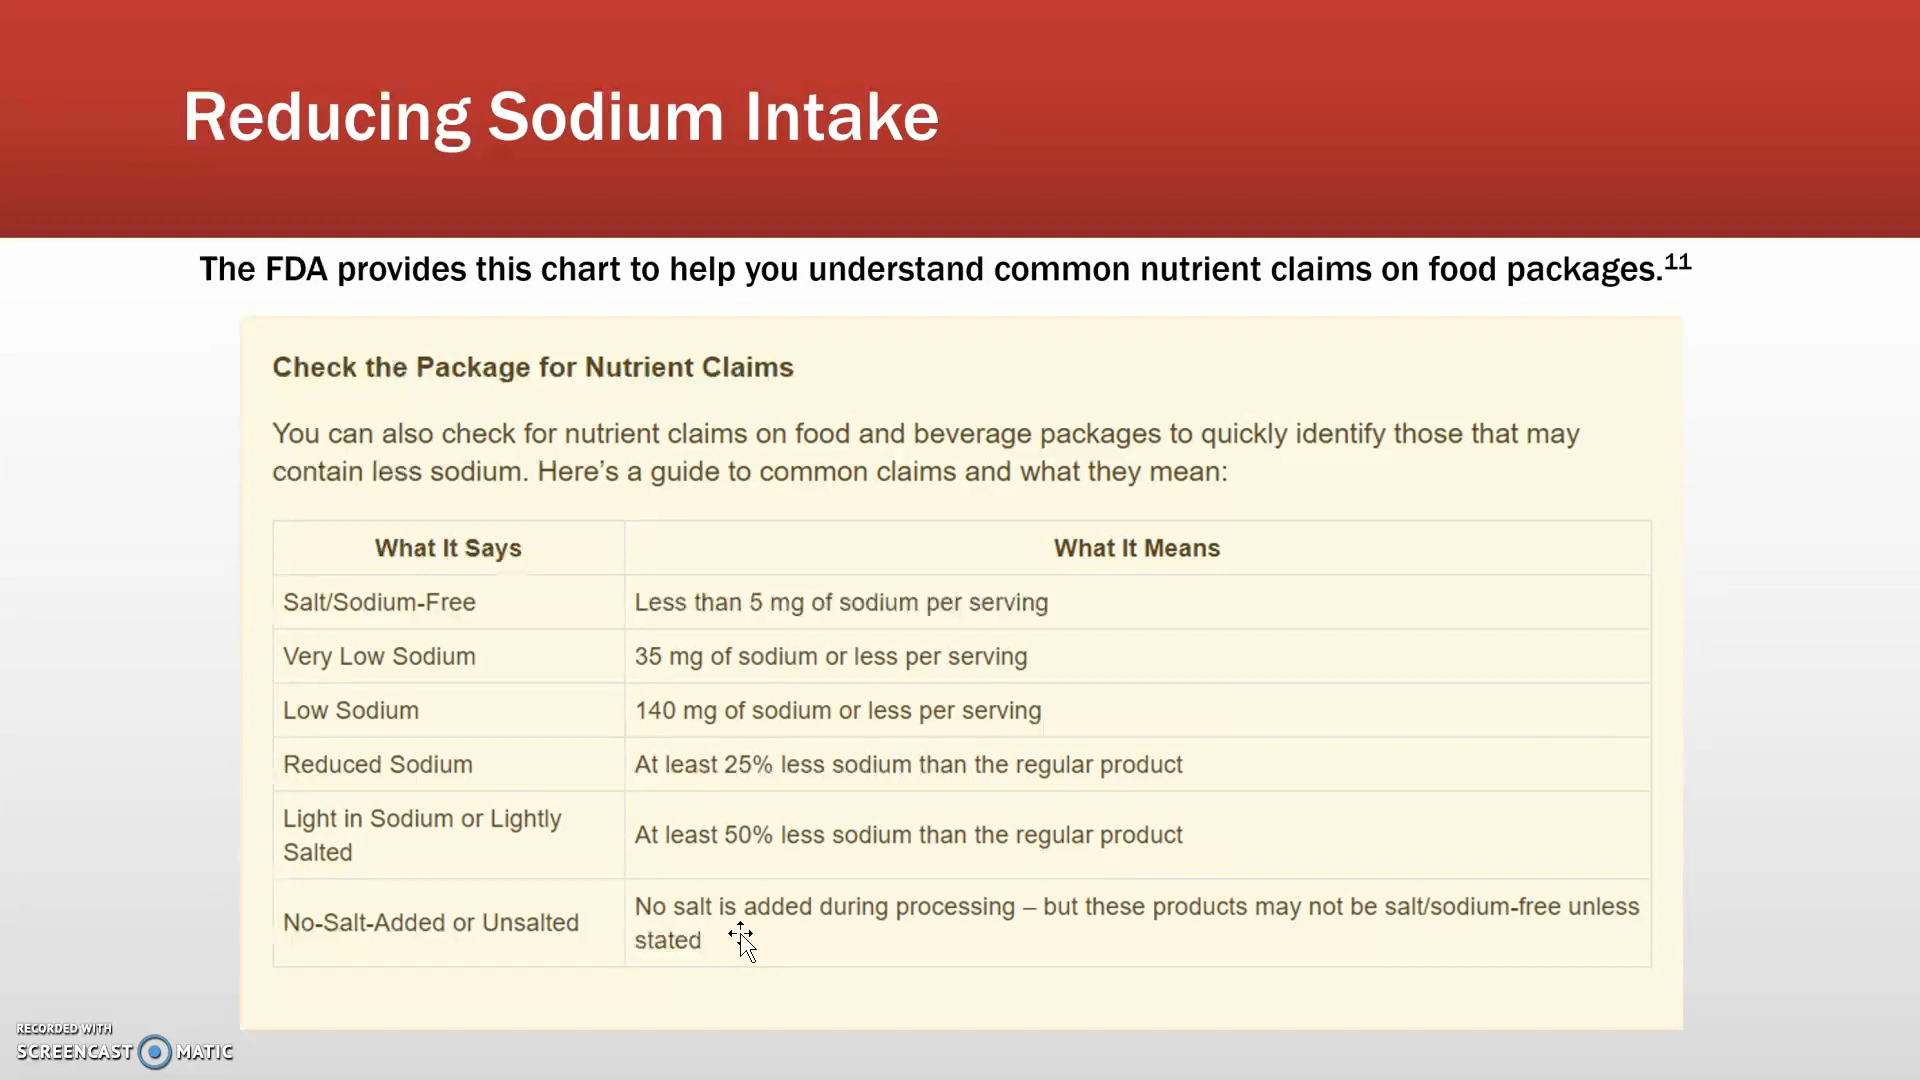 Reducing Sodium Intake
The FDA provides this chart to help you understand common nutrient claims on food packages.11
Check the Package for Nutrient Claims
You can also check for nutrient claims on food and beverage packages to quickly identify those that may
contain less sodium. Here’s a guide to common claims and what they mean:
What It Says What It Means
Salt/Sodium-Free Less than 5 mg of sodium per serving
Very Low Sodium 35 mg of sodium or less per serving
Low Sodium 140 mg of sodium or less per serving
Reduced Sodium At least 25% less sodium than the regular product
Light in Sodium or Lightly
Salted
At least 50% less sodium than the regular product
No-Salt-Added or Unsalted
No salt is added during processing – but these products may not be salt/sodium-free unless
stated
RECORDED WITH
SCREENCAST MATIC